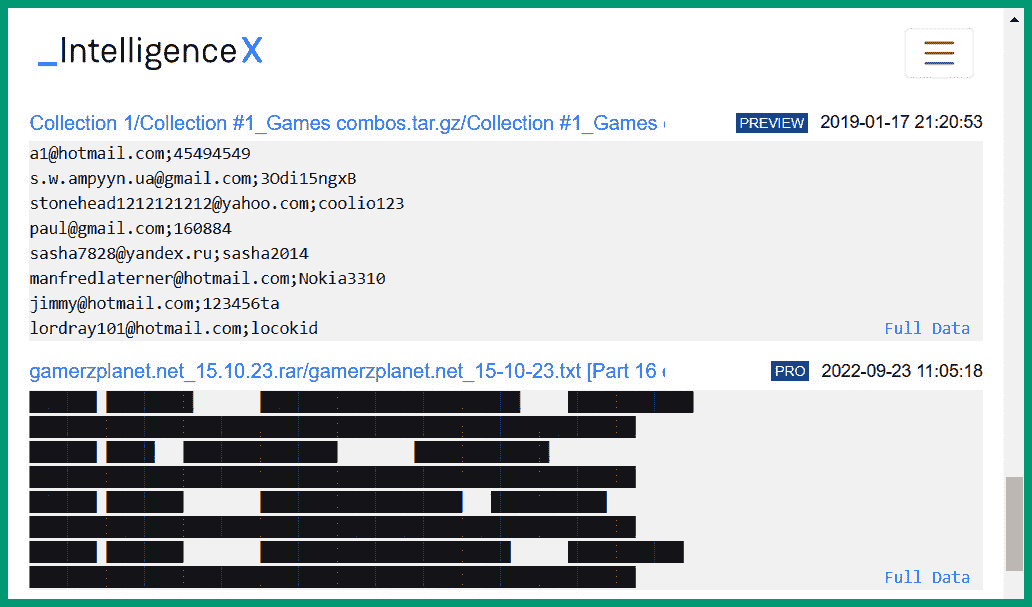 _IntelligenceX
Collection 1/Collection #1_Games combos.tar.gz/Collection #1_Games PREVIEW 2019-01-17 21:20:53
a1@hotmail.com;45494549
s.w.ampyyn.ua@gmail.com;3Odi15ngxB
stonehead1212121212@yahoo.com;coolio123
paul@gmail.com;160884
sasha7828@yandex.ru;sasha2014
manfredlaterner@hotmail.com;Nokia3310
jimmy@hotmail.com;123456ta
lordray101@hotmail.com;locokid
Full Data
gamerzplanet.net_15.10.23.rar/gamerzplanet.net_15-10-23.txt [Part 16 PRO 2022-09-23 11:05:18
Full Data